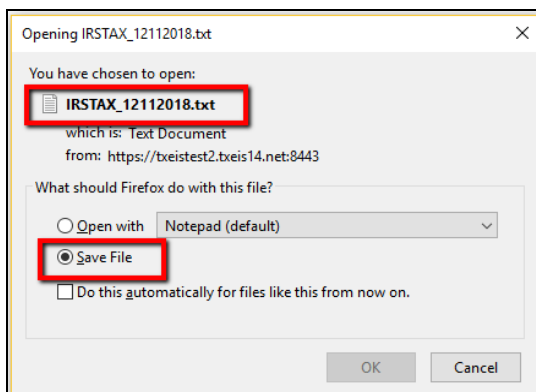 Opening IRSTAX_12112018.txt
You have chosen to open:
IRSTAX_12112018.txt
which is: Text Document
from: https://txeistest2.txeis14.net:8443
What should Firefox do with this file?
Open with Notepad (default)
Save File
Do this automatically for files like this from now on.
OK Cancel